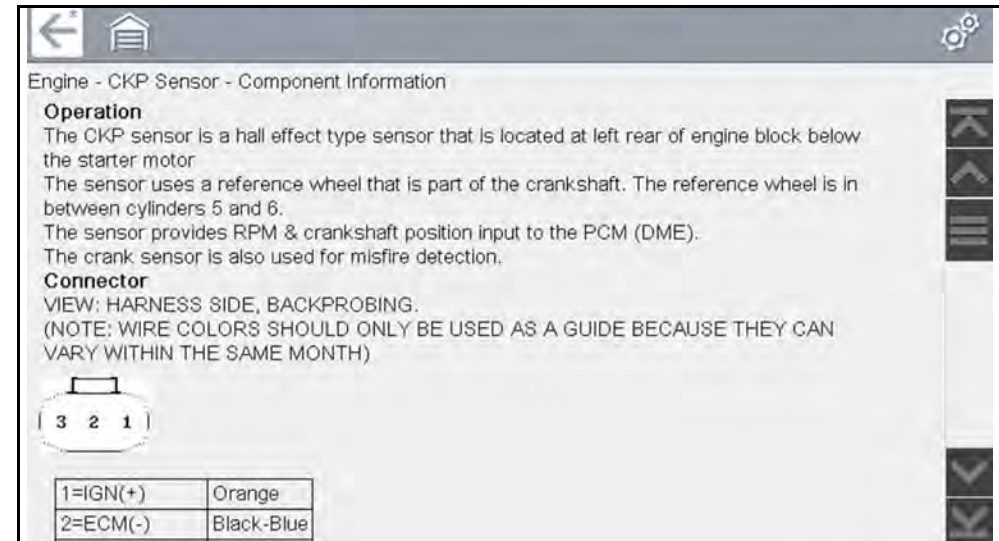 Engine - CKP Sensor - Component Information
Operation
The CKP sensor is a hall effect type sensor that is located at left rear of engine block below
the starter motor
The sensor uses a reference wheel that is part of the crankshaft. The reference wheel is in
between cylinders 5 and 6.
The sensor provides RPM & crankshaft position input to the PCM (DME).
The crank sensor is also used for misfire detection.
Connector
VIEW: HARNESS SIDE, BACKPROBING.
(NOTE: WIRE COLORS SHOULD ONLY BE USED AS A GUIDE BECAUSE THEY CAN
VARY WITHIN THE SAME MONTH)
3 2 1
1=IGN(+) Orange
2=ECM(-) Black-Blue